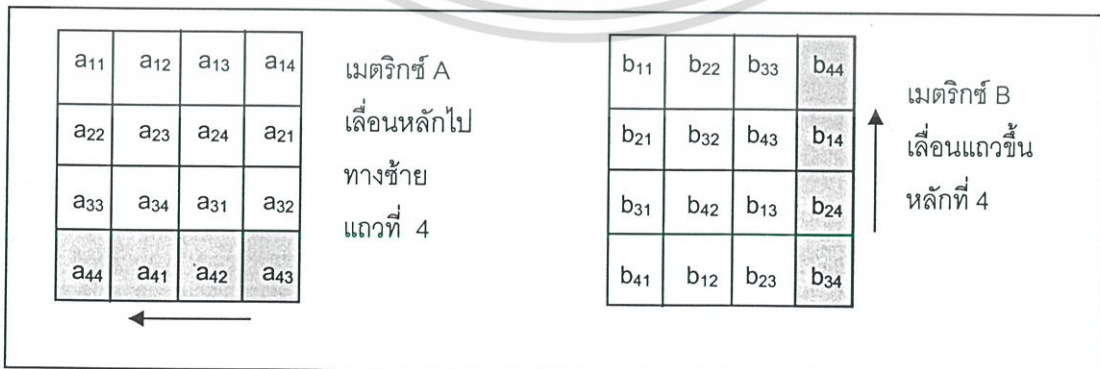 a11 a12 a13 a14
a22 a23 a24 a21
a33 a34 a31 a32
a44 a41 a42 a43
เมตริกซ์ A
เลื่อนหลักไป
ทางซ้าย
แถวที่ 4
b11 b22 b33 b44
b21 b32 b43 b14
b31 b42 b13 b24
b41 b12 b23 b34
เมตริกซ์ B
เลื่อนแถวขึ้น
หลักที่ 4